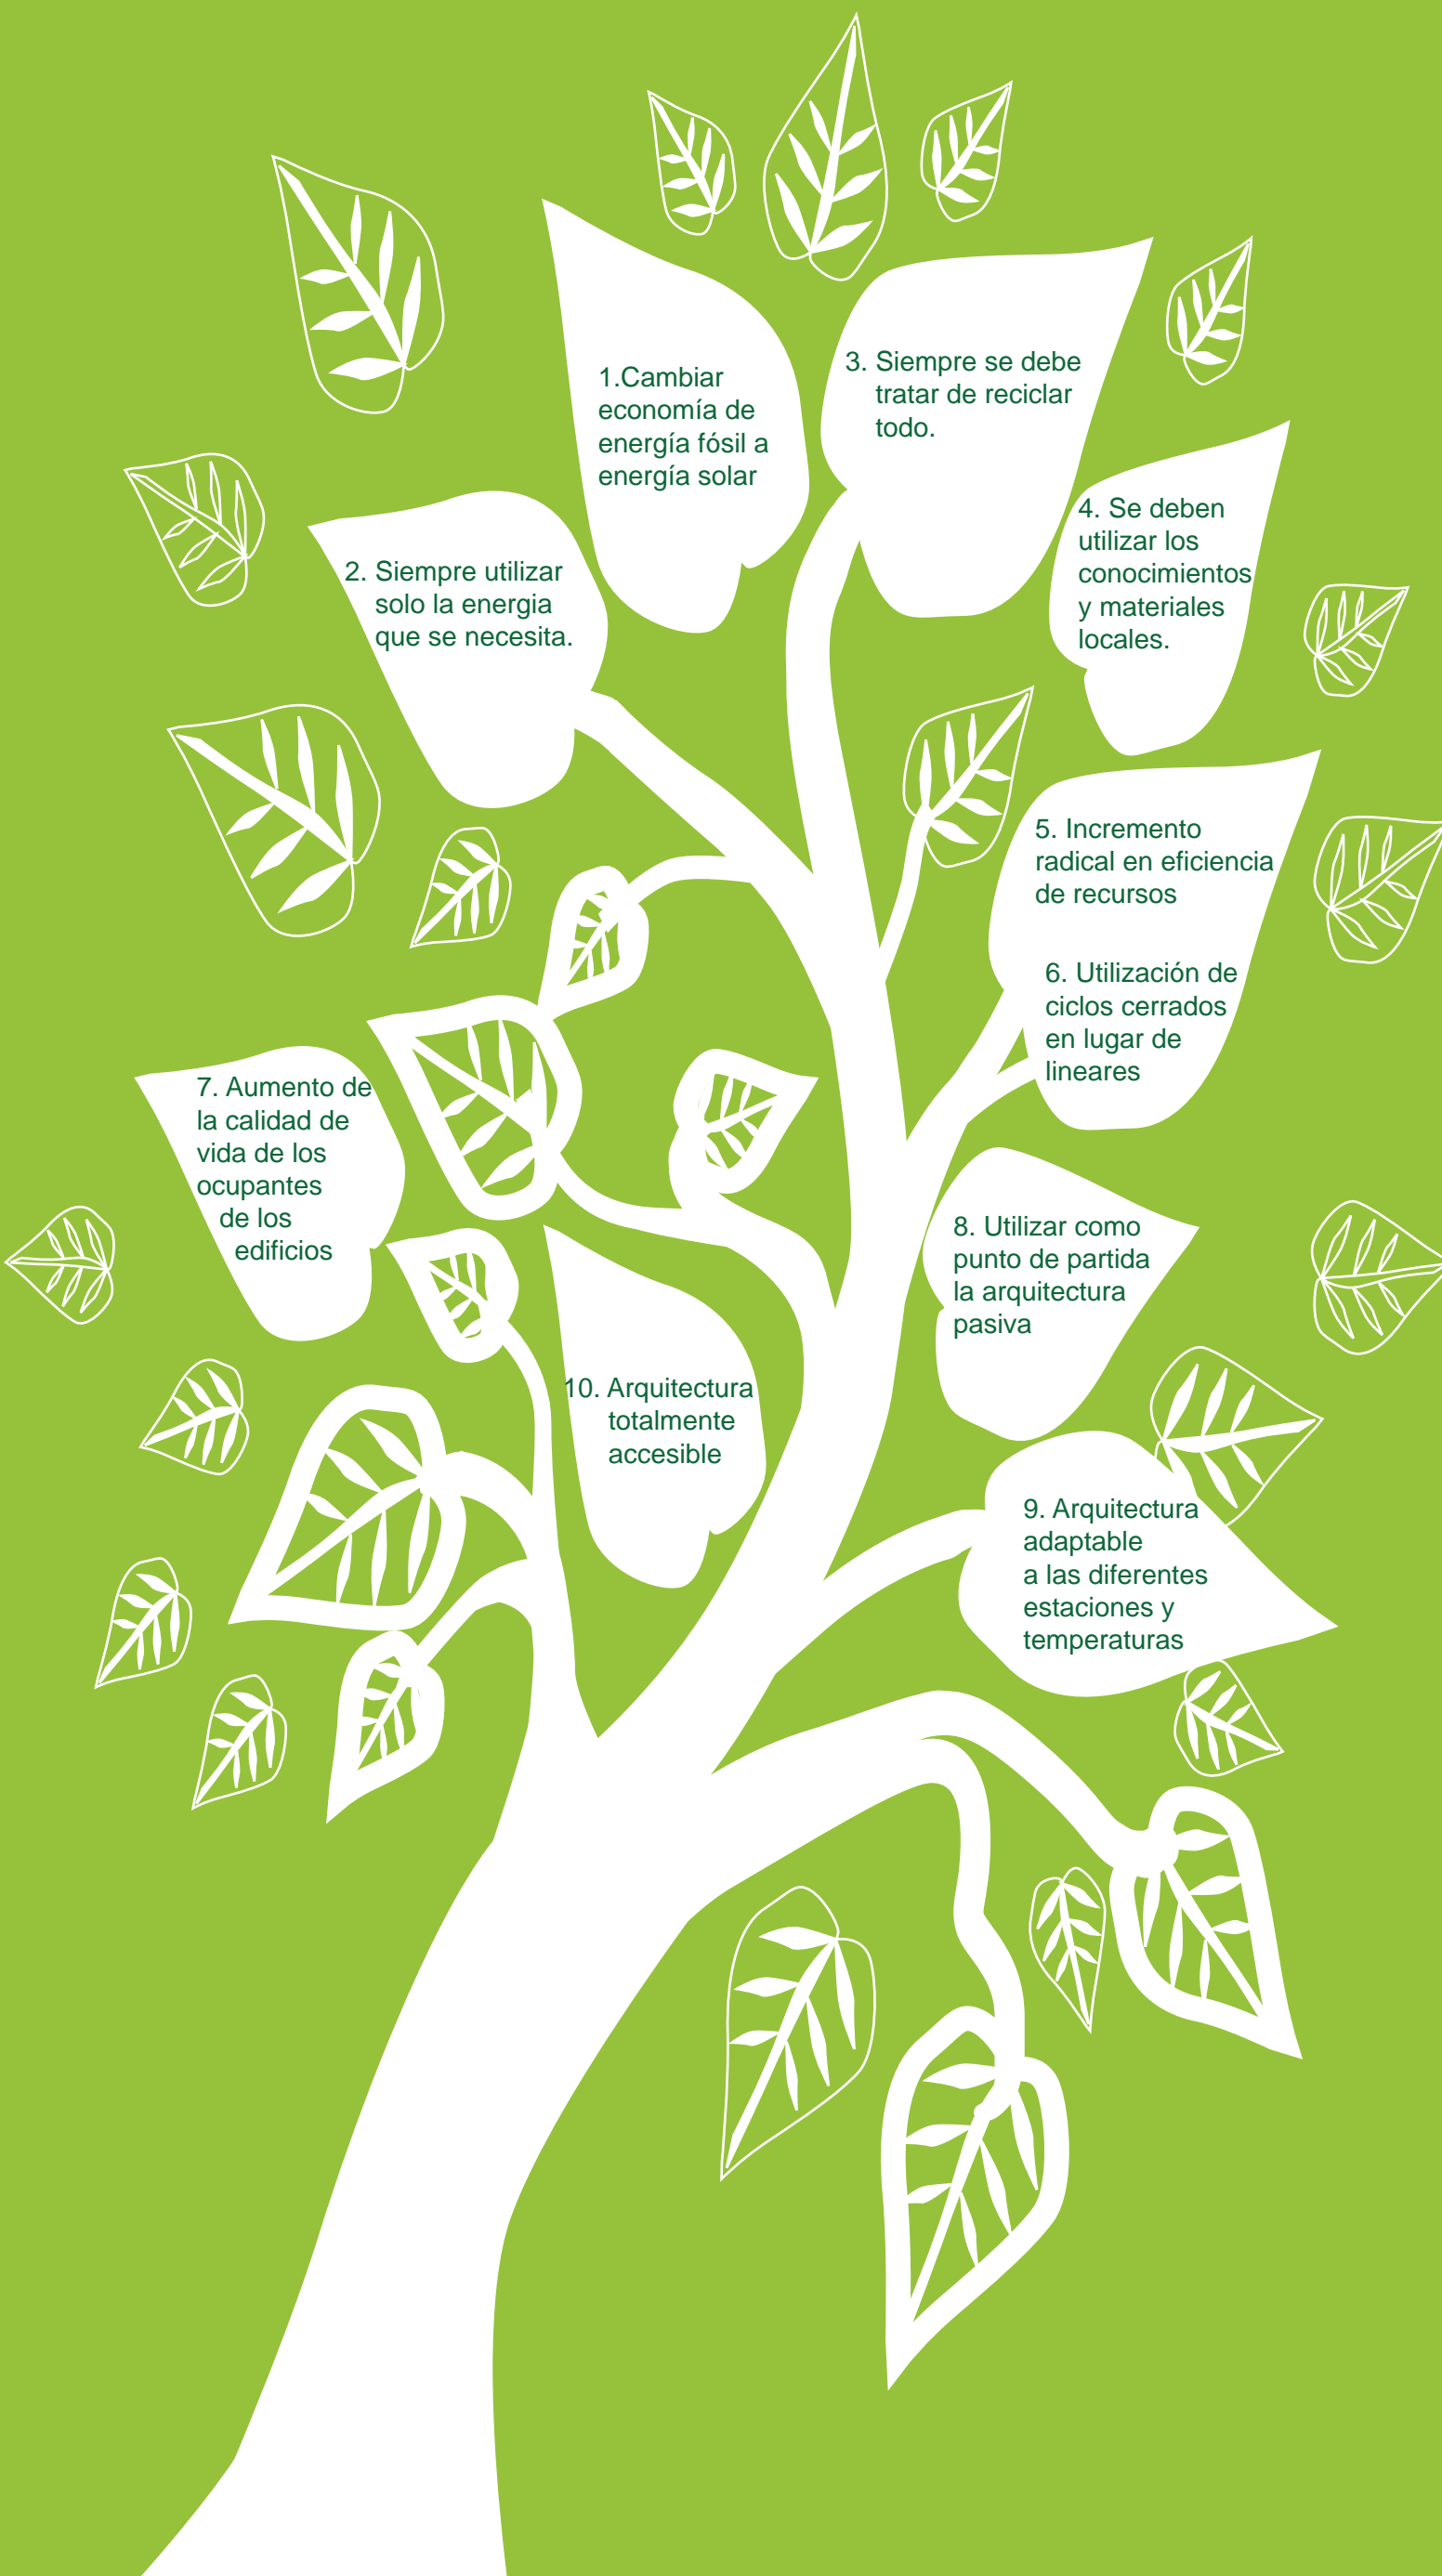 1.Cambiar
economía de
energía fósil a
energía solar
2. Siempre utilizar
solo la energia
que se necesita.
3. Siempre se debe
tratar de reciclar
todo.
4. Se deben
utilizar los
conocimientos
y materiales
locales.
5. Incremento
radical en eficiencia
de recursos
6. Utilización de
ciclos cerrados
en lugar de
lineares
7. Aumento de
la calidad de
vida de los
ocupantes
de los
edificios
8. Utilizar como
punto de partida
la arquitectura
pasiva
9. Arquitectura
adaptable
a las diferentes
estaciones y
temperaturas
10. Arquitectura
totalmente
accesible